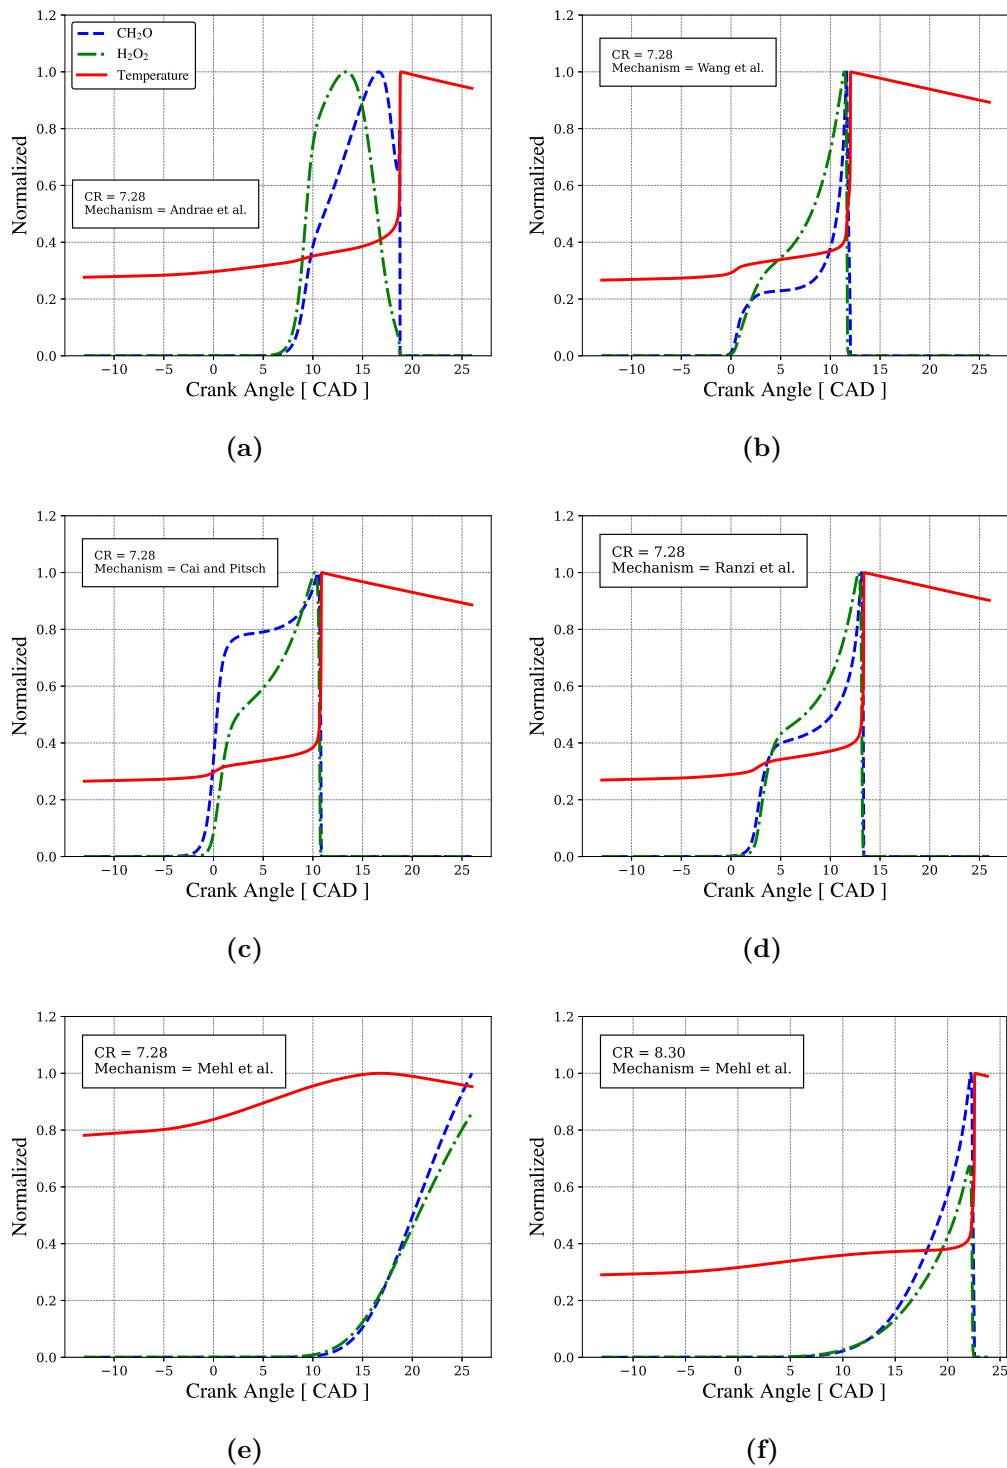 1.2
1.0
0.8
0.6
0.4
0.2
0.0
Normalized
CH₂O
H₂O₂
Temperature
CR = 7.28
Mechanism = Andrae et al.
−10 −5 0 5 10 15 20 25
Crank Angle [ CAD ]
(a)
1.2
1.0
0.8
0.6
0.4
0.2
0.0
Normalized
CR = 7.28
Mechanism = Wang et al.
−10 −5 0 5 10 15 20 25
Crank Angle [ CAD ]
(b)
1.2
1.0
0.8
0.6
0.4
0.2
0.0
Normalized
CR = 7.28
Mechanism = Cai and Pitsch
−10 −5 0 5 10 15 20 25
Crank Angle [ CAD ]
(c)
1.2
1.0
0.8
0.6
0.4
0.2
0.0
Normalized
CR = 7.28
Mechanism = Ranzi et al.
−10 −5 0 5 10 15 20 25
Crank Angle [ CAD ]
(d)
1.2
1.0
0.8
0.6
0.4
0.2
0.0
Normalized
CR = 7.28
Mechanism = Mehl et al.
−10 −5 0 5 10 15 20 25
Crank Angle [ CAD ]
(e)
1.2
1.0
0.8
0.6
0.4
0.2
0.0
Normalized
CR = 8.30
Mechanism = Mehl et al.
−10 −5 0 5 10 15 20 25
Crank Angle [ CAD ]
(f)